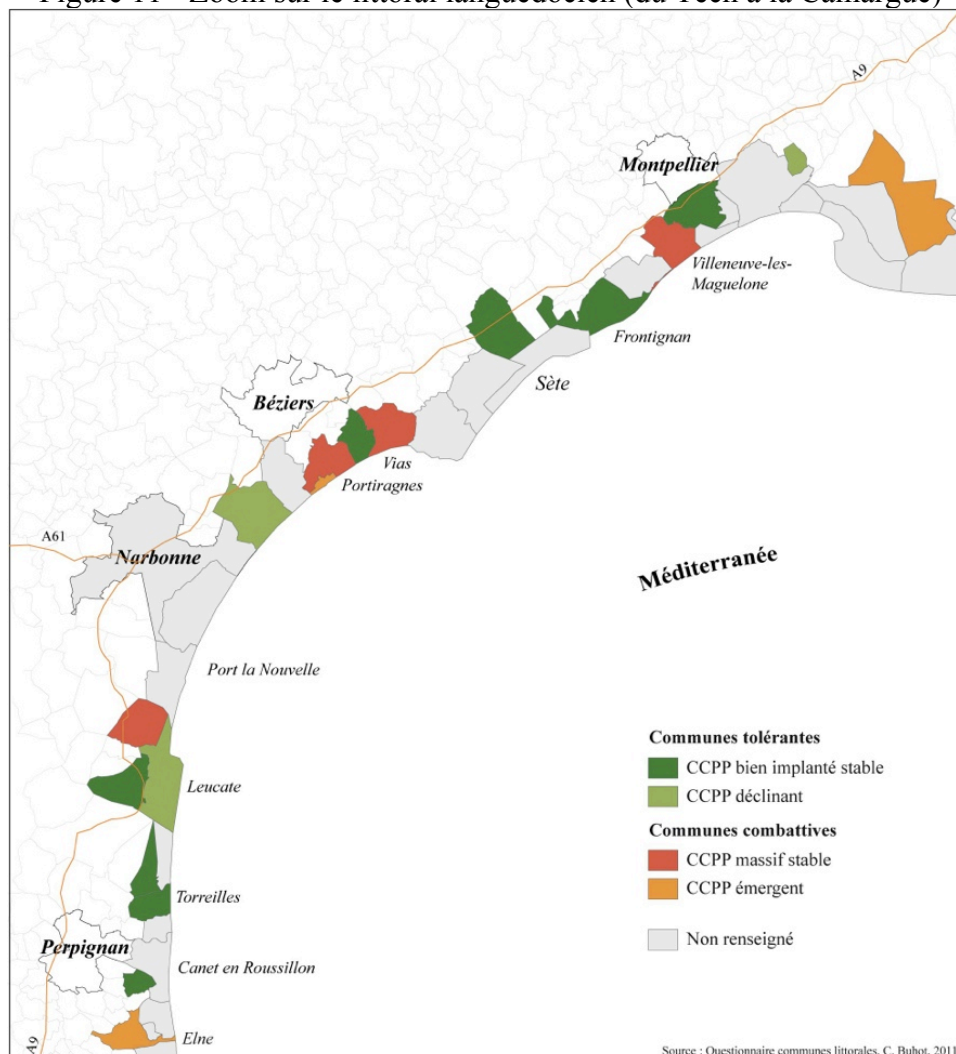 Figure 11 - Zoom sur le littoral languedocien (du Tech à la Camargue)
A9
Montpellier
Villeneuve-les-
Maguelone
Frontignan
Sète
Béziers
Vias
Portiragnes
A61
Narbonne
Méditerranée
Port la Nouvelle
Leucate
Torreilles
Perpignan
Canet en Roussillon
Elne
A9
Communes tolérantes
CCPP bien implanté stable
CCPP déclinant
Communes combattives
CCPP massif stable
CCPP émergent
Non renseigné
Source : Questionnaire communes littorales, C. Buhot, 2011